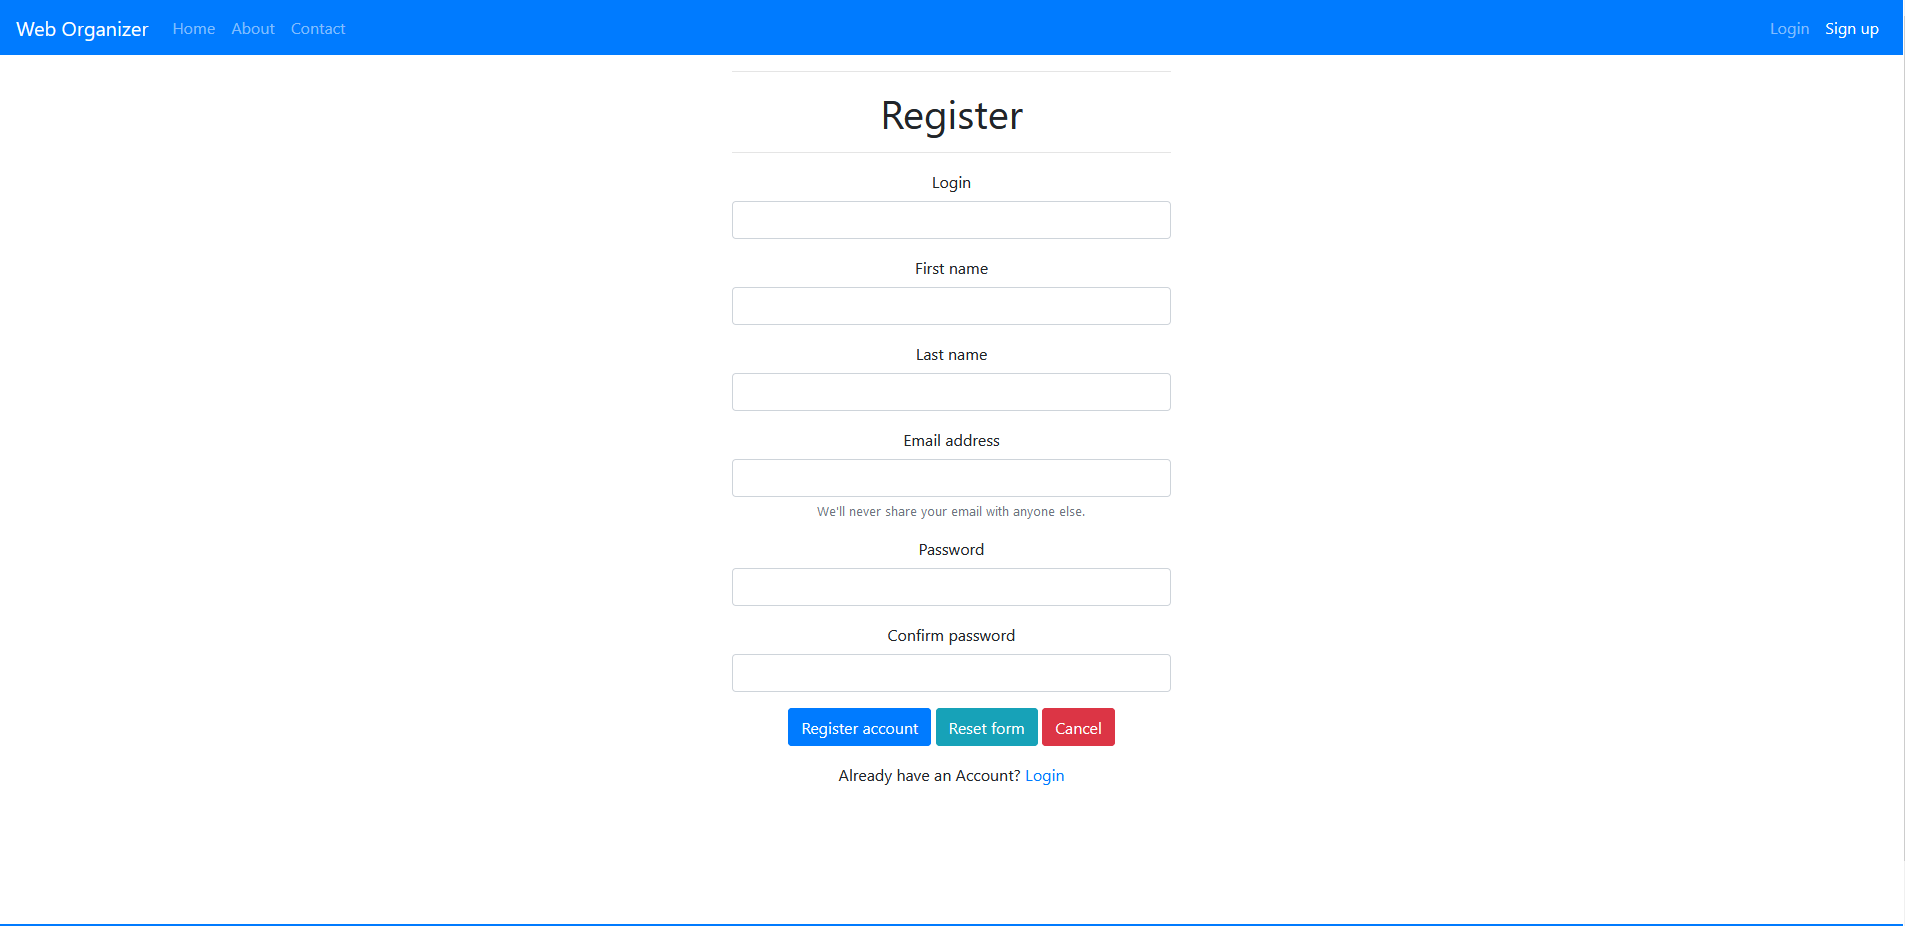 Web Organizer Home About Contact Login Sign up
Register
Login
First name
Last name
Email address
We'll never share your email with anyone else.
Password
Confirm password
Register account Reset form Cancel
Already have an Account? Login